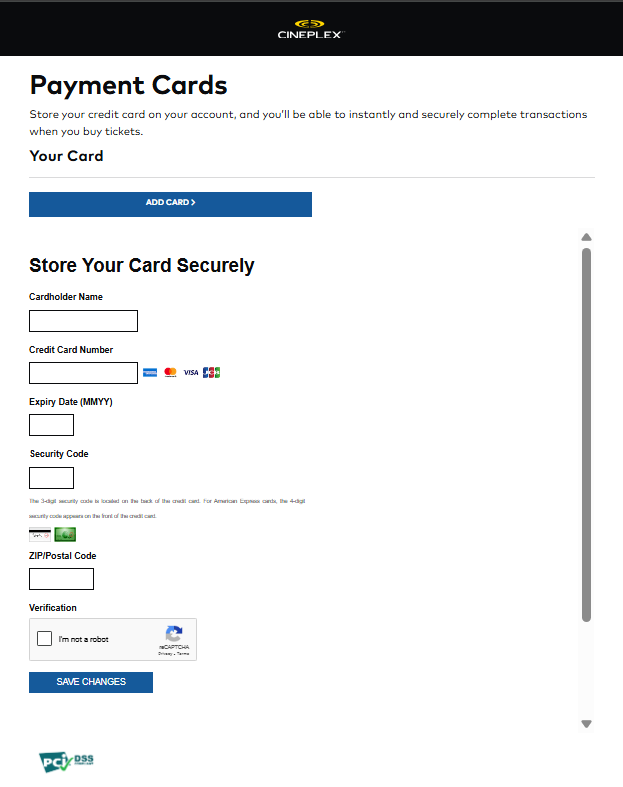 CINEPLEX
Payment Cards
Store your credit card on your account, and you'll be able to instantly and securely complete transactions
when you buy tickets.
Your Card
ADD CARD >
Store Your Card Securely
Cardholder Name
Credit Card Number
VISA JCB
Expiry Date (MMYY)
Security Code
The 3-digit security code is located on the back of the credit card. For American Express cards, the 4-digit
security code appears on the front of the credit card.
ZIP/Postal Code
Verification
I'm not a robot
reCAPTCHA
Privacy - Terms
SAVE CHANGES
PCI DSS